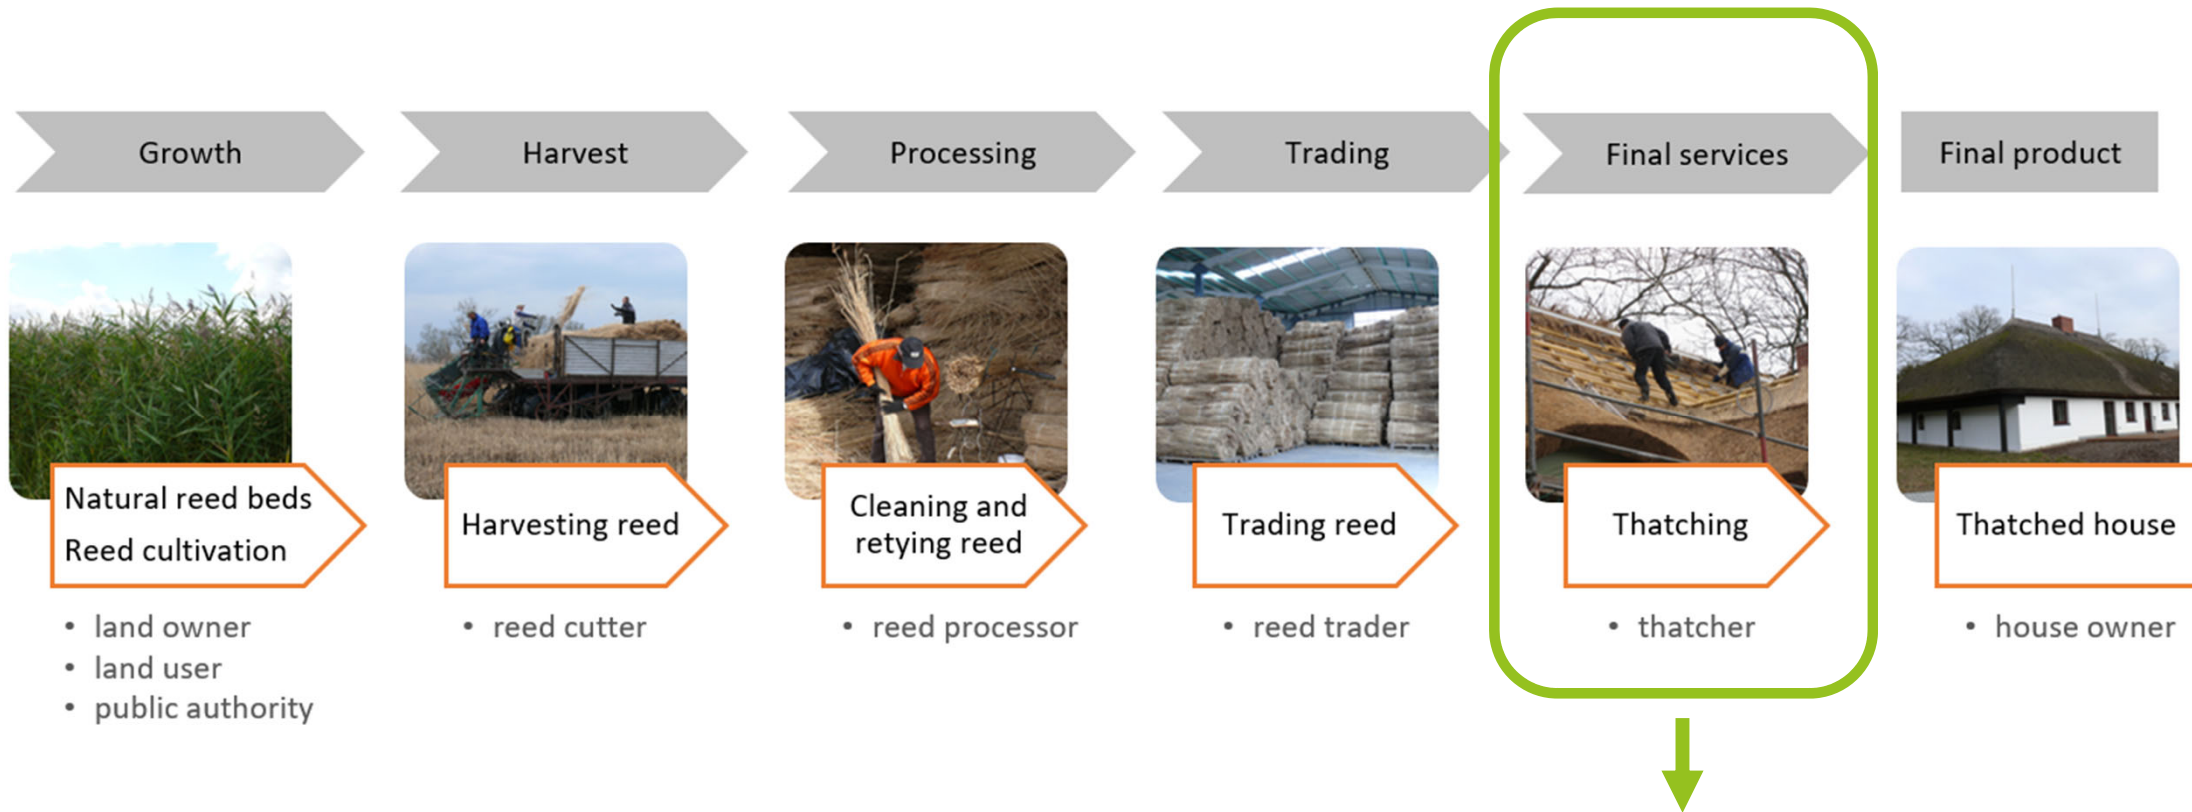 Growth
Harvest
Processing
Trading
Final services
Final product
Natural reed beds
Reed cultivation
Harvesting reed
Cleaning and
retying reed
Trading reed
Thatching
Thatched house
• land owner
• land user
• public authority
• reed cutter
• reed processor
• reed trader
• thatcher
• house owner